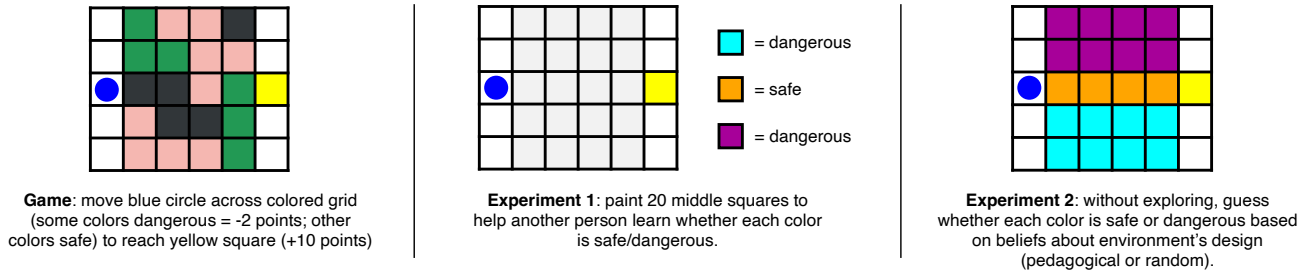 Game: move blue circle across colored grid
(some colors dangerous = -2 points; other
colors safe) to reach yellow square (+10 points)
= dangerous
= safe
= dangerous
Experiment 1: paint 20 middle squares to
help another person learn whether each color
is safe/dangerous.
Experiment 2: without exploring, guess
whether each color is safe or dangerous based
on beliefs about environment's design
(pedagogical or random).